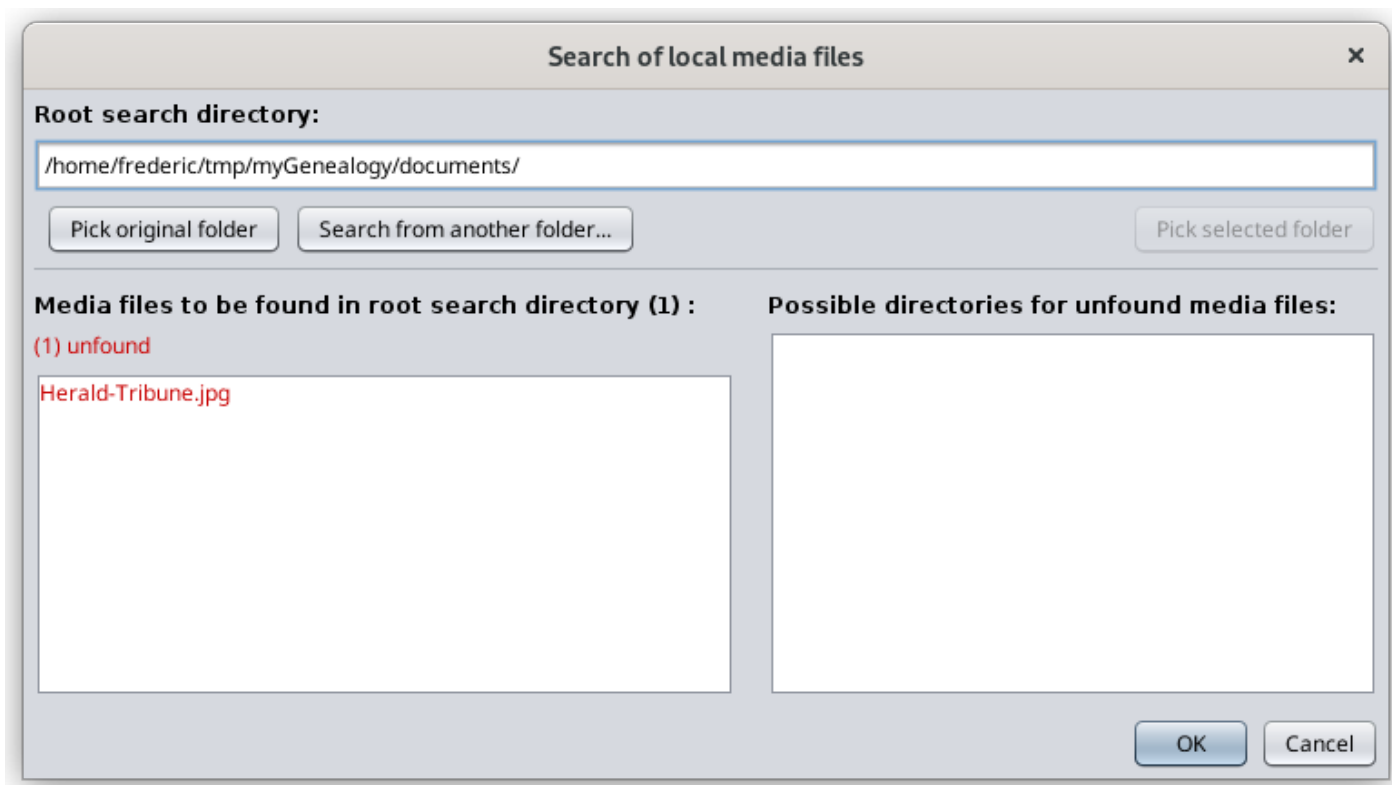 Search of local media files
Root search directory:
/home/frederic/tmp/myGenealogy/documents/
Pick original folder
Search from another folder...
Pick selected folder
Media files to be found in root search directory (1) :
(1) unfound
Herald-Tribune.jpg
Possible directories for unfound media files:
OK
Cancel